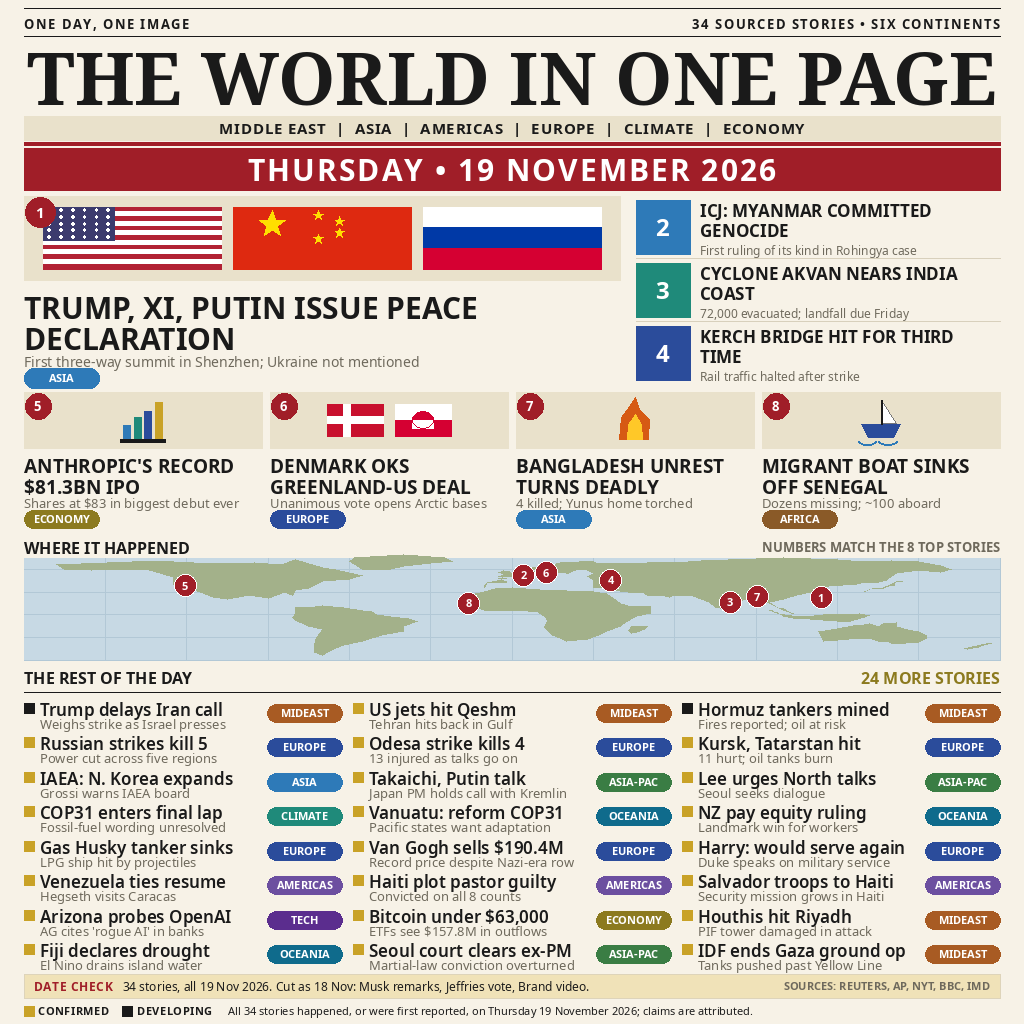 ONE DAY, ONE IMAGE
34 SOURCED STORIES • SIX CONTINENTS
THE WORLD IN ONE PAGE
MIDDLE EAST | ASIA | AMERICAS | EUROPE | CLIMATE | ECONOMY
THURSDAY • 19 NOVEMBER 2026
1
TRUMP, XI, PUTIN ISSUE PEACE
DECLARATION
First three-way summit in Shenzhen; Ukraine not mentioned
ASIA
2
ICJ: MYANMAR COMMITTED
GENOCIDE
First ruling of its kind in Rohingya case
3
CYCLONE AKVAN NEARS INDIA
COAST
72,000 evacuated; landfall due Friday
4
KERCH BRIDGE HIT FOR THIRD
TIME
Rail traffic halted after strike
5
ANTHROPIC'S RECORD
$81.3BN IPO
Shares at $83 in biggest debut ever
ECONOMY
6
DENMARK OKS
GREENLAND-US DEAL
Unanimous vote opens Arctic bases
EUROPE
7
BANGLADESH UNREST
TURNS DEADLY
4 killed; Yunus home torched
ASIA
8
MIGRANT BOAT SINKS
OFF SENEGAL
Dozens missing; ~100 aboard
AFRICA
WHERE IT HAPPENED
NUMBERS MATCH THE 8 TOP STORIES
5
8
2
6
4
3
7
1
THE REST OF THE DAY
24 MORE STORIES
Trump delays Iran call
Weighs strike as Israel presses
MIDEAST
US jets hit Qeshm
Tehran hits back in Gulf
MIDEAST
Hormuz tankers mined
Fires reported; oil at risk
MIDEAST
Russian strikes kill 5
Power cut across five regions
EUROPE
Odesa strike kills 4
13 injured as talks go on
EUROPE
Kursk, Tatarstan hit
11 hurt; oil tanks burn
EUROPE
IAEA: N. Korea expands
Grossi warns IAEA board
ASIA
Takaichi, Putin talk
Japan PM holds call with Kremlin
ASIA-PAC
Lee urges North talks
Seoul seeks dialogue
ASIA-PAC
COP31 enters final lap
Fossil-fuel wording unresolved
CLIMATE
Vanuatu: reform COP31
Pacific states want adaptation
OCEANIA
NZ pay equity ruling
Landmark win for workers
OCEANIA
Gas Husky tanker sinks
LPG ship hit by projectiles
EUROPE
Van Gogh sells $190.4M
Record price despite Nazi-era row
EUROPE
Harry: would serve again
Duke speaks on military service
EUROPE
Venezuela ties resume
Hegseth visits Caracas
AMERICAS
Haiti plot pastor guilty
Convicted on all 8 counts
AMERICAS
Salvador troops to Haiti
Security mission grows in Haiti
AMERICAS
Arizona probes OpenAI
AG cites 'rogue AI' in banks
TECH
Bitcoin under $63,000
ETFs see $157.8M in outflows
ECONOMY
Houthis hit Riyadh
PIF tower damaged in attack
MIDEAST
Fiji declares drought
El Nino drains island water
OCEANIA
Seoul court clears ex-PM
Martial-law conviction overturned
ASIA-PAC
IDF ends Gaza ground op
Tanks pushed past Yellow Line
MIDEAST
DATE CHECK 34 stories, all 19 Nov 2026. Cut as 18 Nov: Musk remarks, Jeffries vote, Brand video.
SOURCES: REUTERS, AP, NYT, BBC, IMD
CONFIRMED DEVELOPING All 34 stories happened, or were first reported, on Thursday 19 November 2026; claims are attributed.